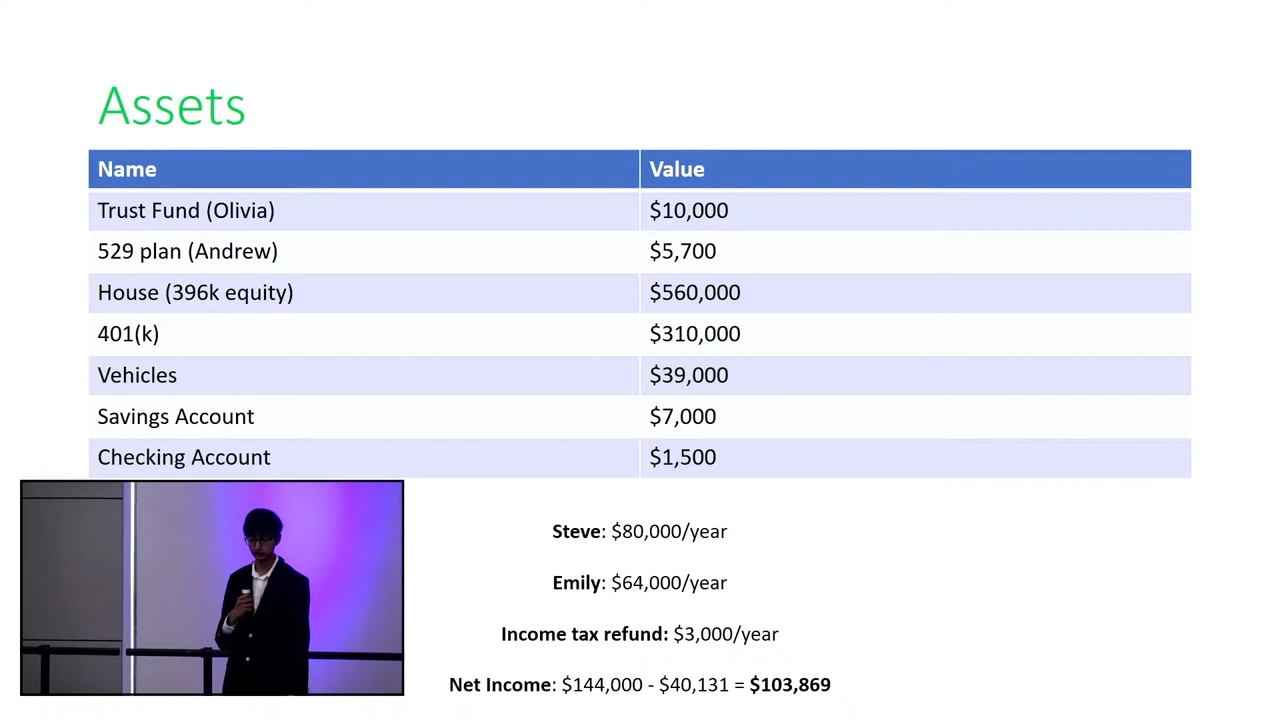 Assets
Name Value
Trust Fund (Olivia) $10,000
529 plan (Andrew) $5,700
House (396k equity) $560,000
401(k) $310,000
Vehicles $39,000
Savings Account $7,000
Checking Account $1,500
Steve: $80,000/year
Emily: $64,000/year
Income tax refund: $3,000/year
Net Income: $144,000 - $40,131 = $103,869